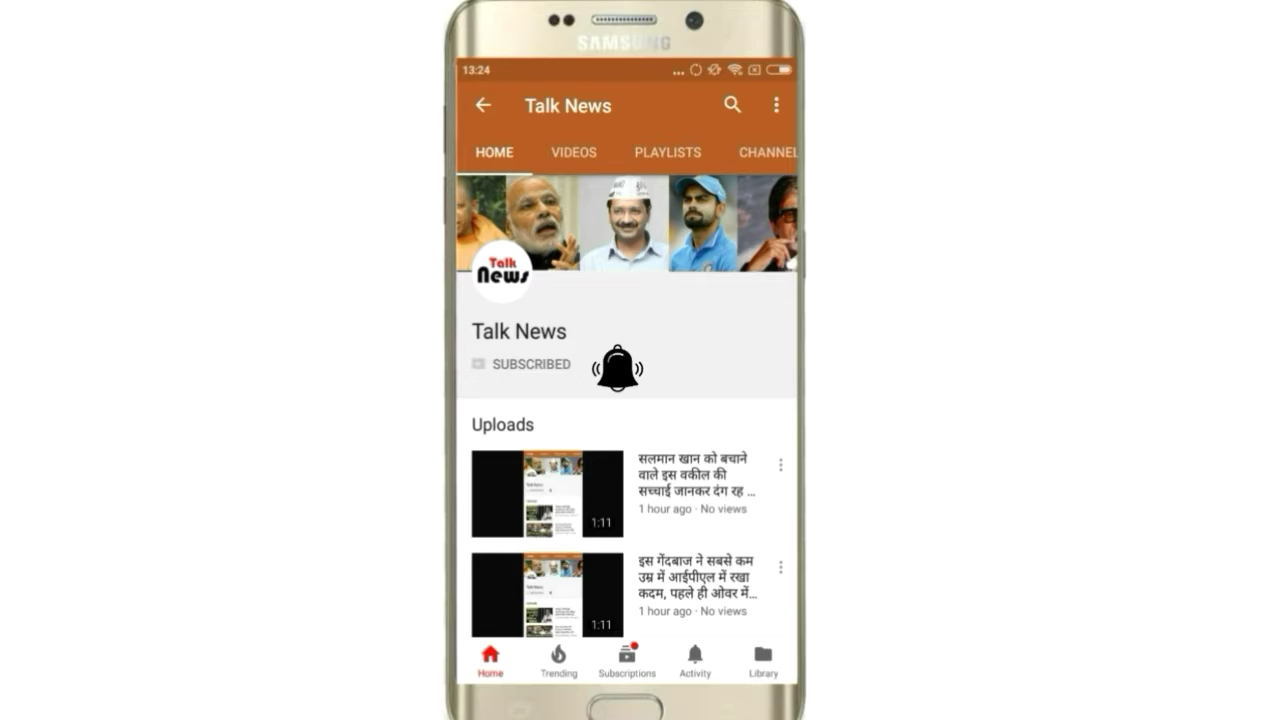 SAMSUNG
13:24
Talk News
HOME VIDEOS PLAYLISTS CHANNEL
Talk
News
Talk News
SUBSCRIBED
Uploads
सलमान खान को बचाने
वाले इस वकील की
सच्चाई जानकर दंग रह ...
1 hour ago · No views
1:11
इस गेंदबाज ने सबसे कम
उम्र में आईपीएल में रखा
कदम, पहले ही ओवर में...
1 hour ago · No views
1:11
Home Trending Subscriptions Activity Library